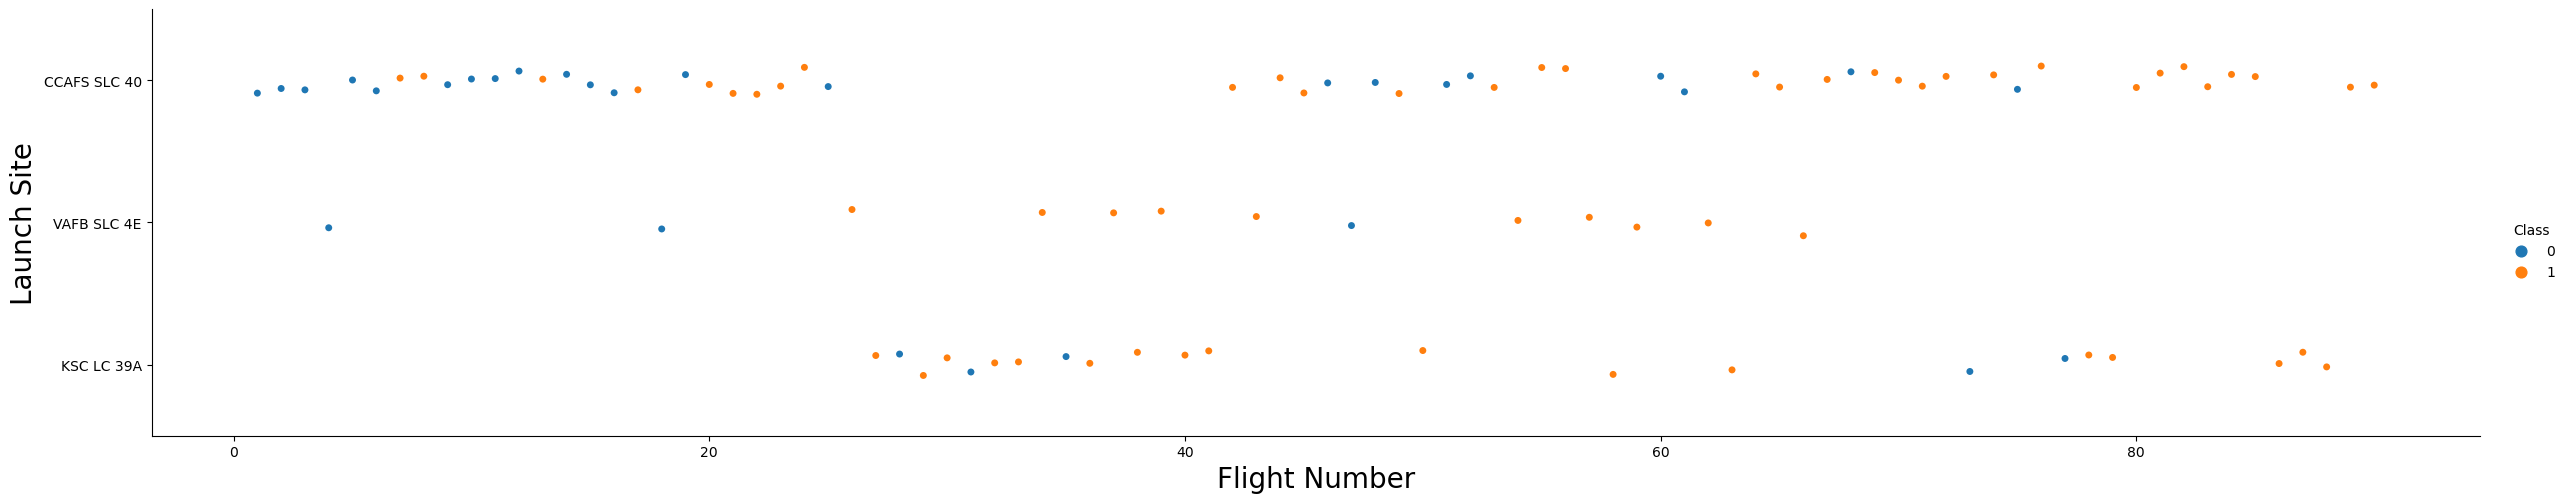 Launch Site
CCAFS SLC 40
VAFB SLC 4E
KSC LC 39A
0 20 40 60 80
Flight Number
Class
0
1